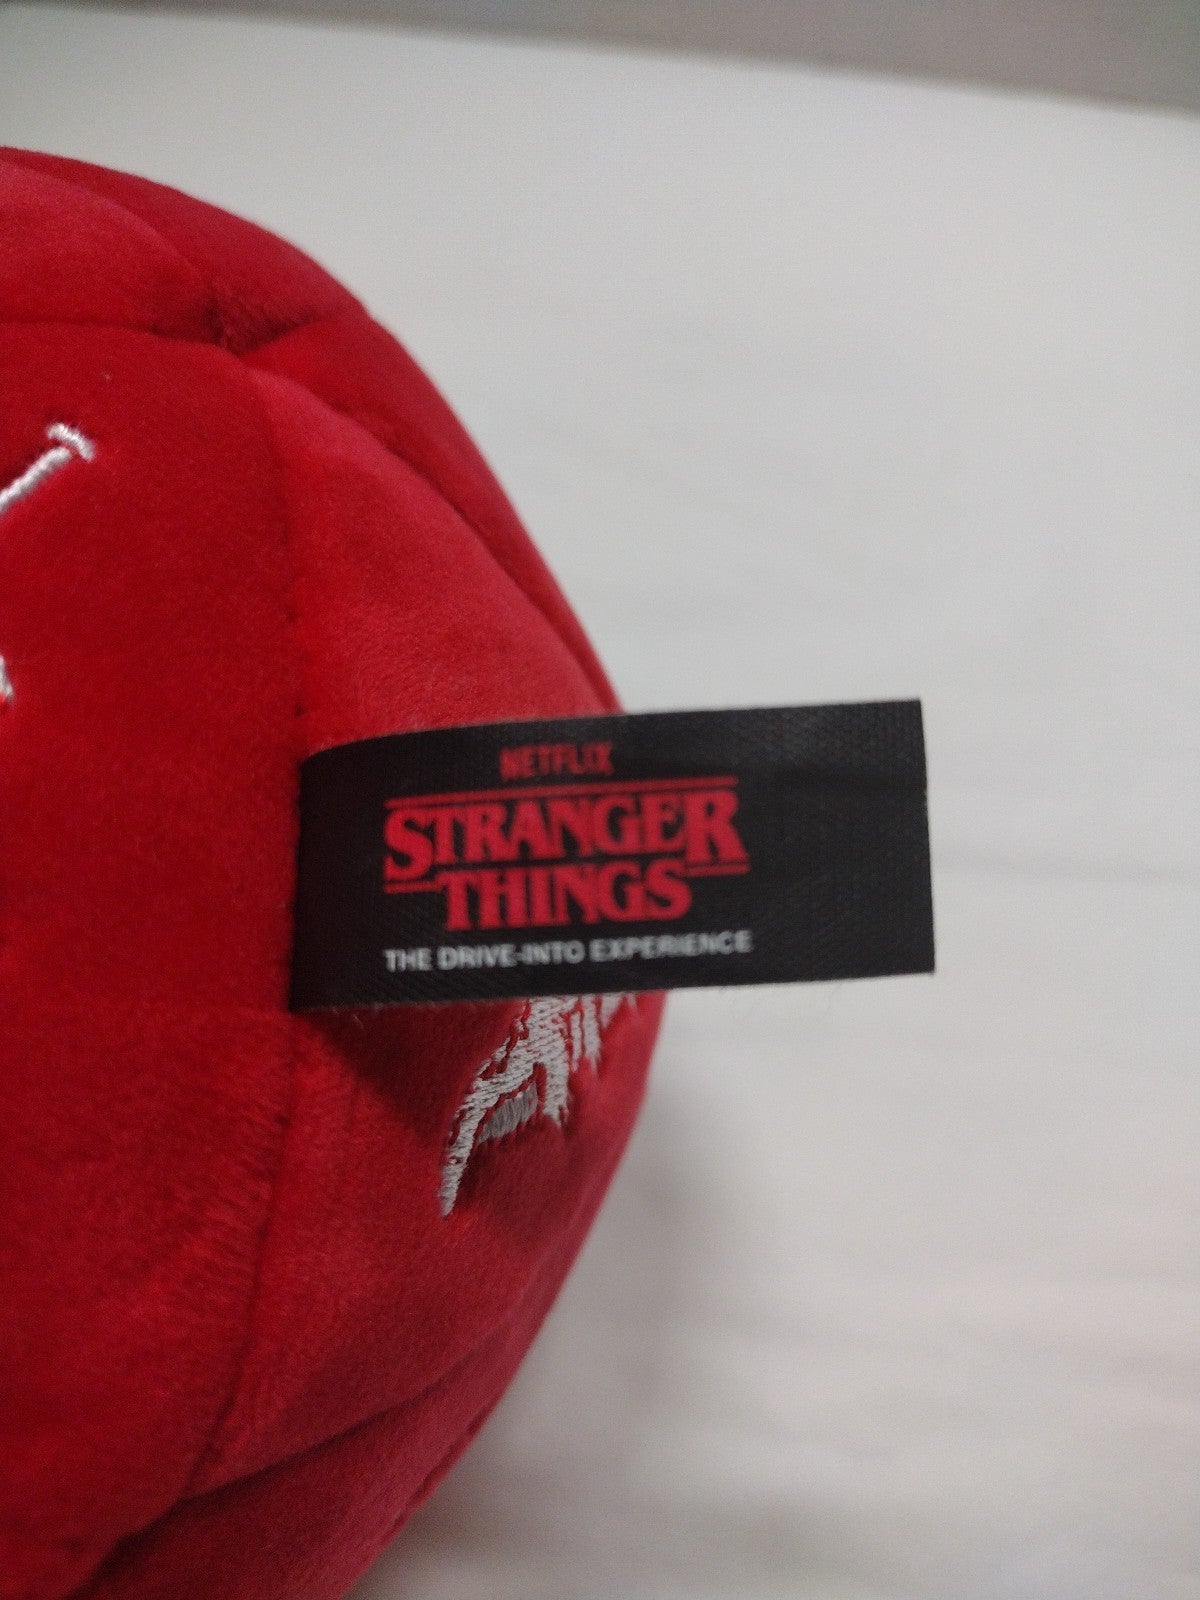 NETFLIX
STRANGER
THINGS
THE DRIVE-INTO EXPERIENCE